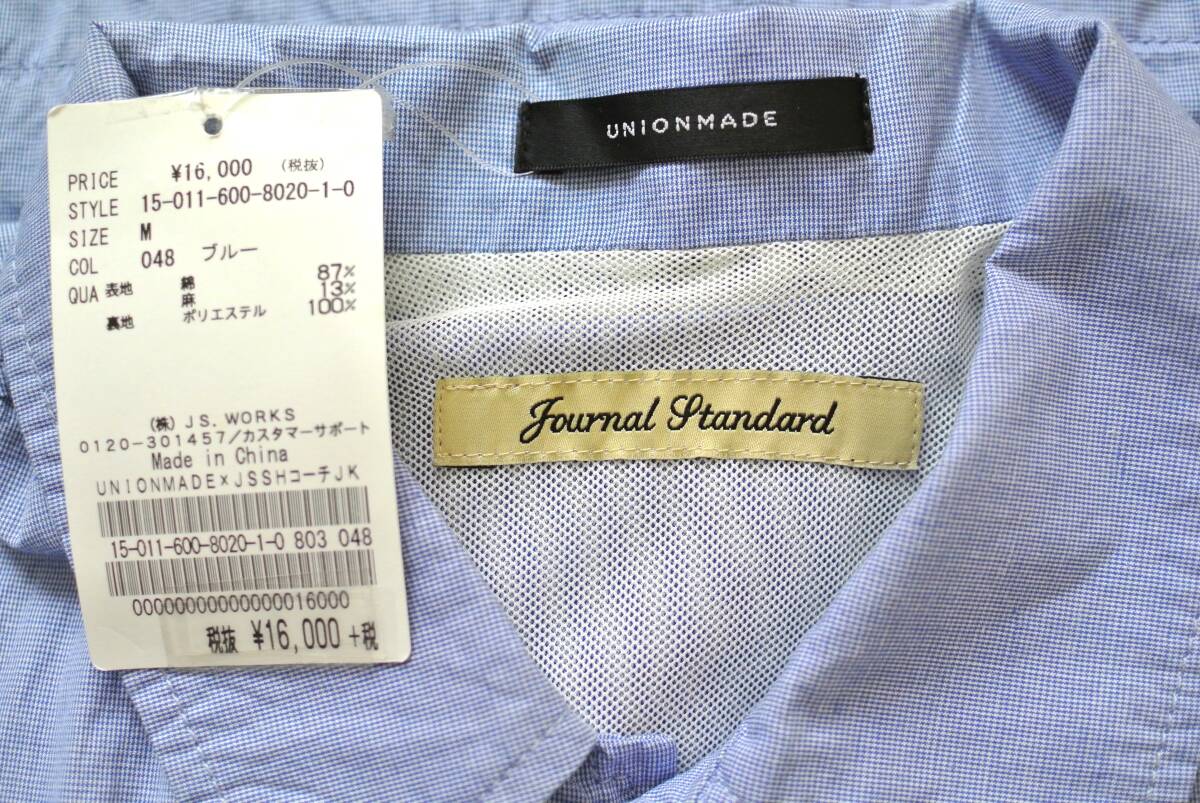 UNIONMADE
Journal Standard
PRICE ¥16,000 (税抜)
STYLE 15-011-600-8020-1-0
SIZE M
COL 048 ブルー
QUA 表地 綿 87%
麻 13%
裏地 ポリエステル 100%
(株) JS. WORKS
0120-301457/カスタマーサポート
Made in China
UNIONMADE×JSSHコーチJK
15-011-600-8020-1-0 803 048
00000000000000016000
税抜 ¥16,000 +税